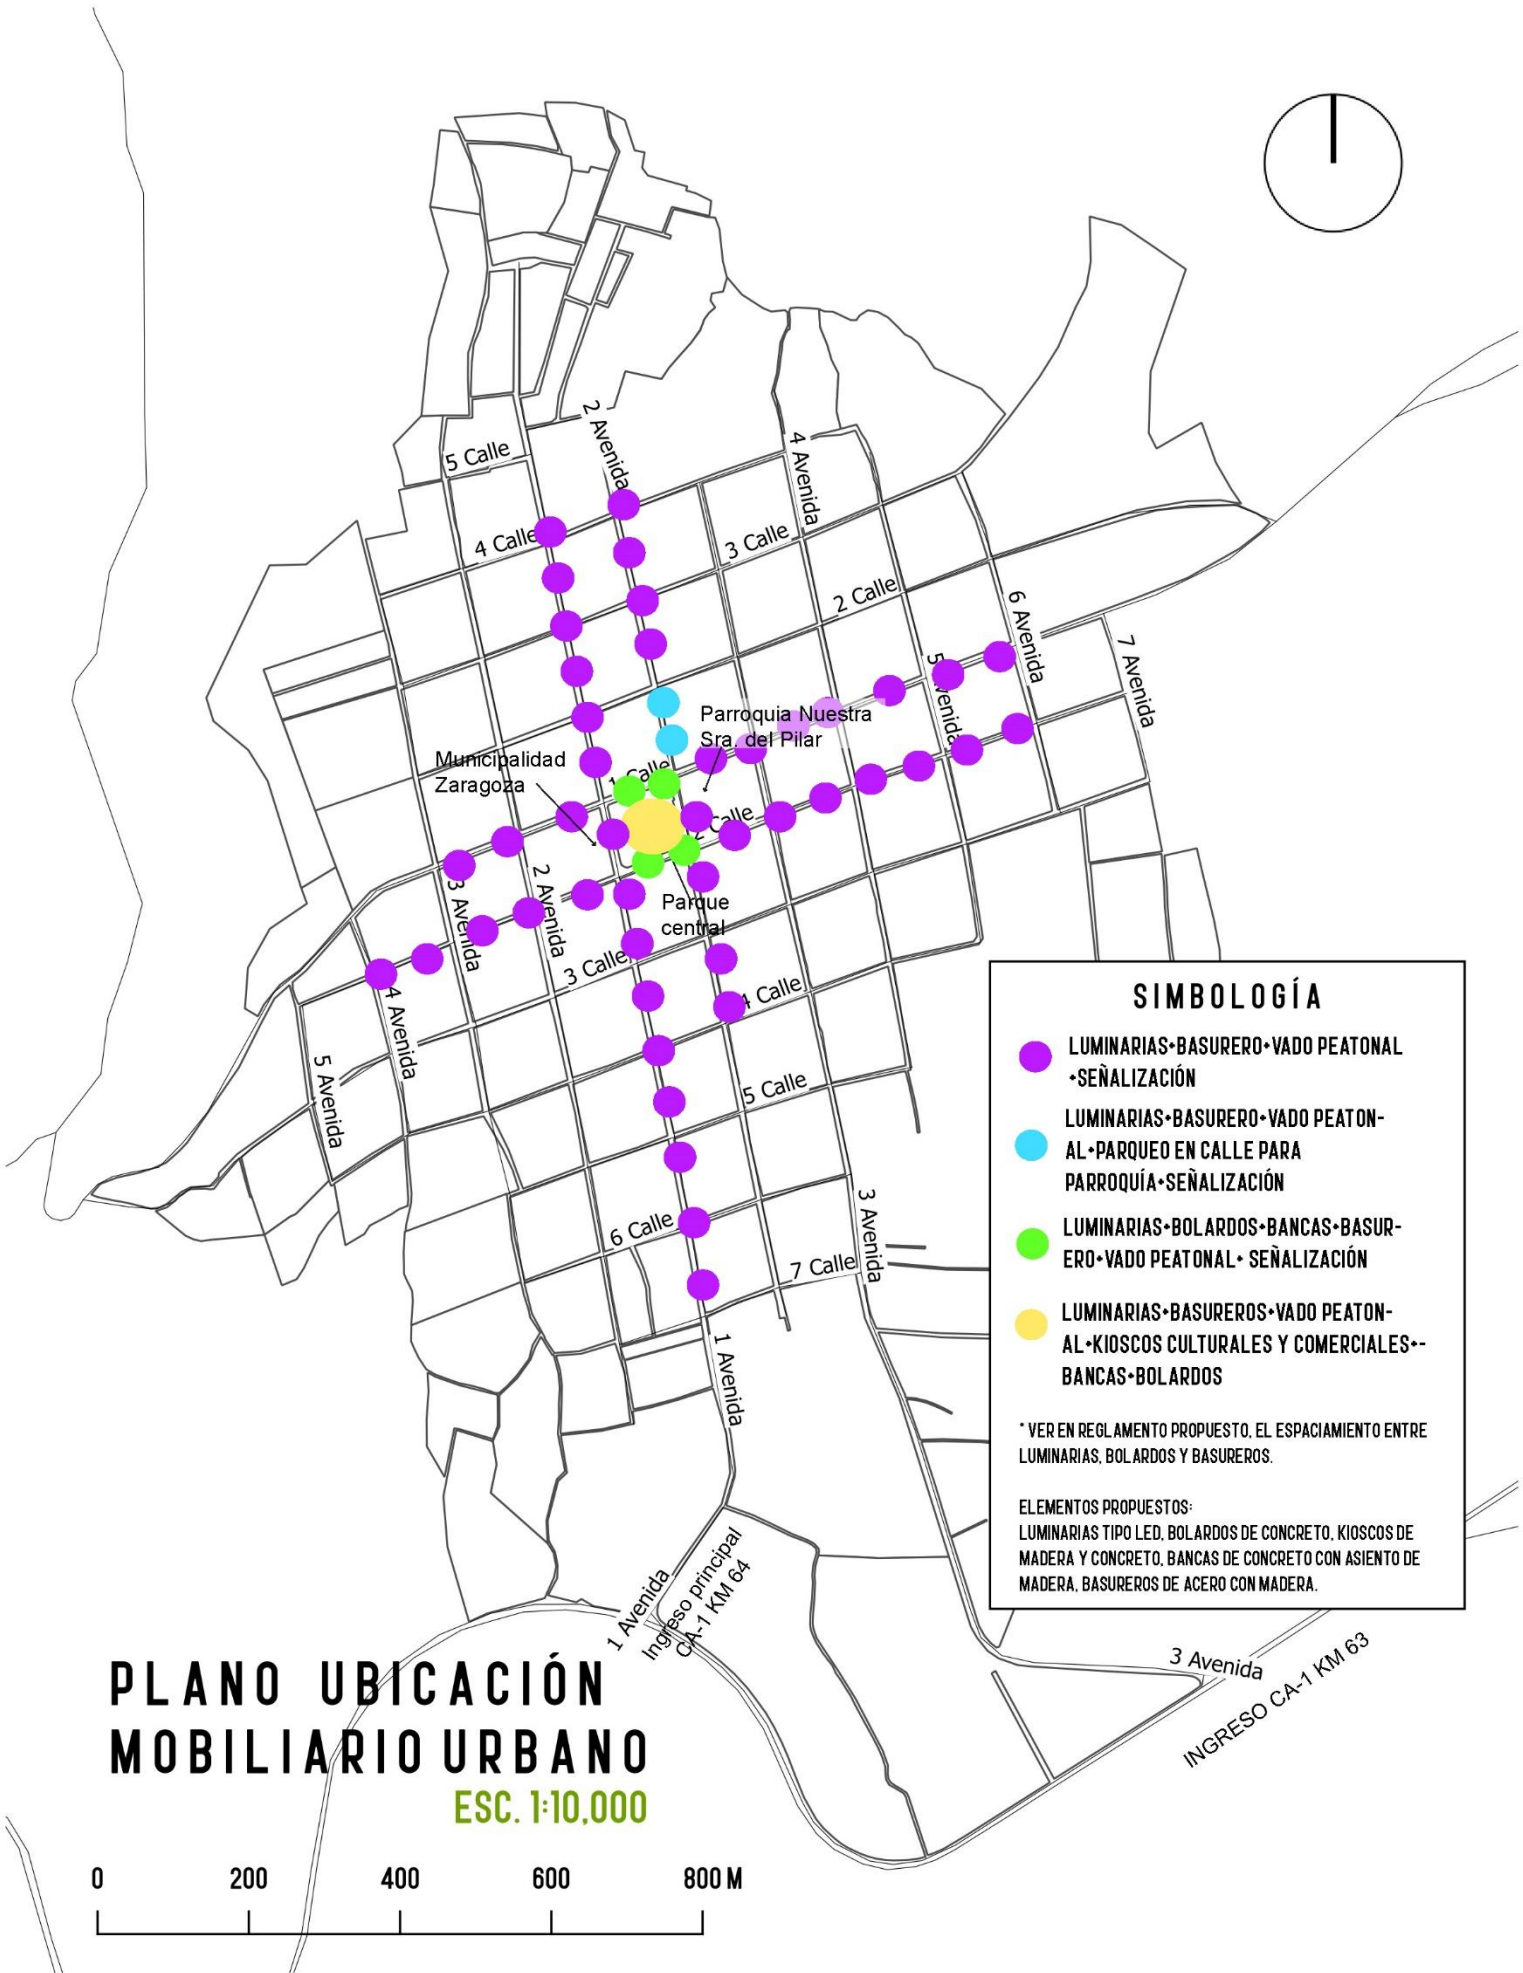 2 Avenida
4 Avenida
5 Calle
4 Calle
3 Calle
2 Calle
6 Avenida
7 Avenida
5 Avenida
Parroquia Nuestra
Sra. del Pilar
Municipalidad
Zaragoza
1 Calle
2 Calle
3 Avenida
2 Avenida
Parque
central
3 Calle
4 Calle
4 Avenida
5 Avenida
5 Calle
6 Calle
3 Avenida
7 Calle
1 Avenida
1 Avenida
Ingreso principal
CA-1 KM 64
3 Avenida
INGRESO CA-1 KM 63
SIMBOLOGÍA
LUMINARIAS+BASURERO+VADO PEATONAL
+SEÑALIZACIÓN
LUMINARIAS+BASURERO+VADO PEATON-
AL+PARQUEO EN CALLE PARA
PARROQUÍA+SEÑALIZACIÓN
LUMINARIAS+BOLARDOS+BANCAS+BASUR-
ERO+VADO PEATONAL+ SEÑALIZACIÓN
LUMINARIAS+BASUREROS+VADO PEATON-
AL+KIOSCOS CULTURALES Y COMERCIALES+-
BANCAS+BOLARDOS
* VER EN REGLAMENTO PROPUESTO, EL ESPACIAMIENTO ENTRE
LUMINARIAS, BOLARDOS Y BASUREROS.
ELEMENTOS PROPUESTOS:
LUMINARIAS TIPO LED, BOLARDOS DE CONCRETO, KIOSCOS DE
MADERA Y CONCRETO, BANCAS DE CONCRETO CON ASIENTO DE
MADERA, BASUREROS DE ACERO CON MADERA.
PLANO UBICACIÓN
MOBILIARIO URBANO
ESC. 1:10,000
0 200 400 600 800 M